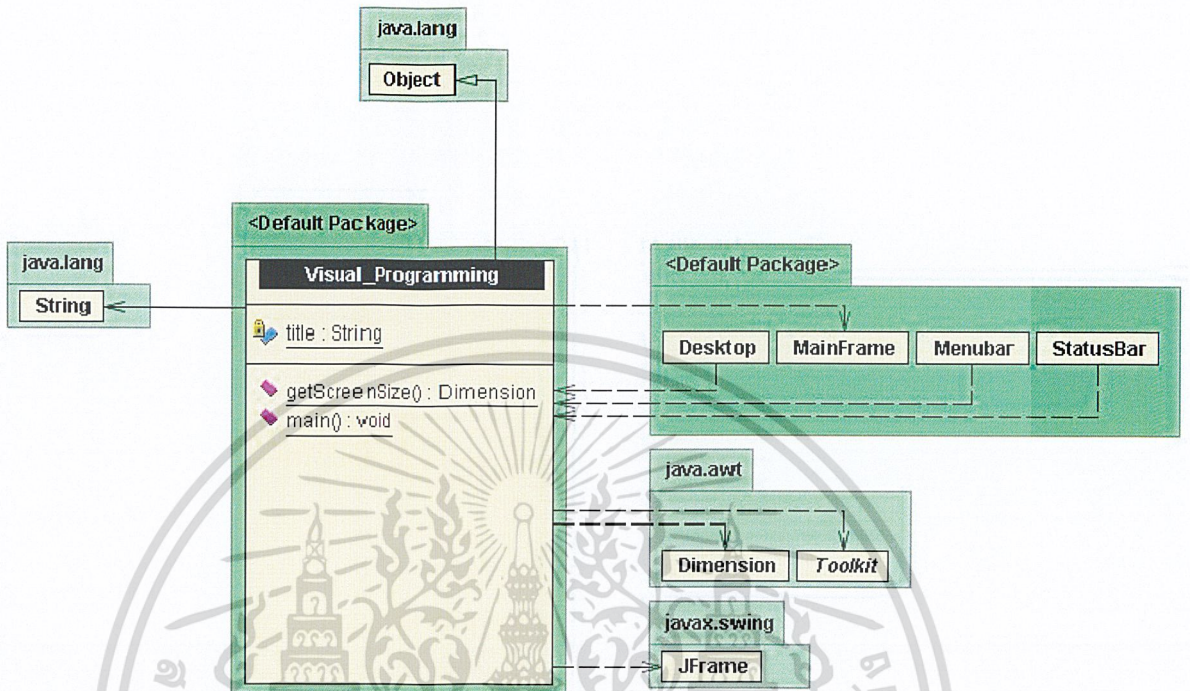 java.lang
Object
<Default Package>
Visual_Programming
title : String
getScreenSize() : Dimension
main() : void
java.lang
String
<Default Package>
Desktop
MainFrame
Menubar
StatusBar
java.awt
Dimension
Toolkit
javax.swing
JFrame